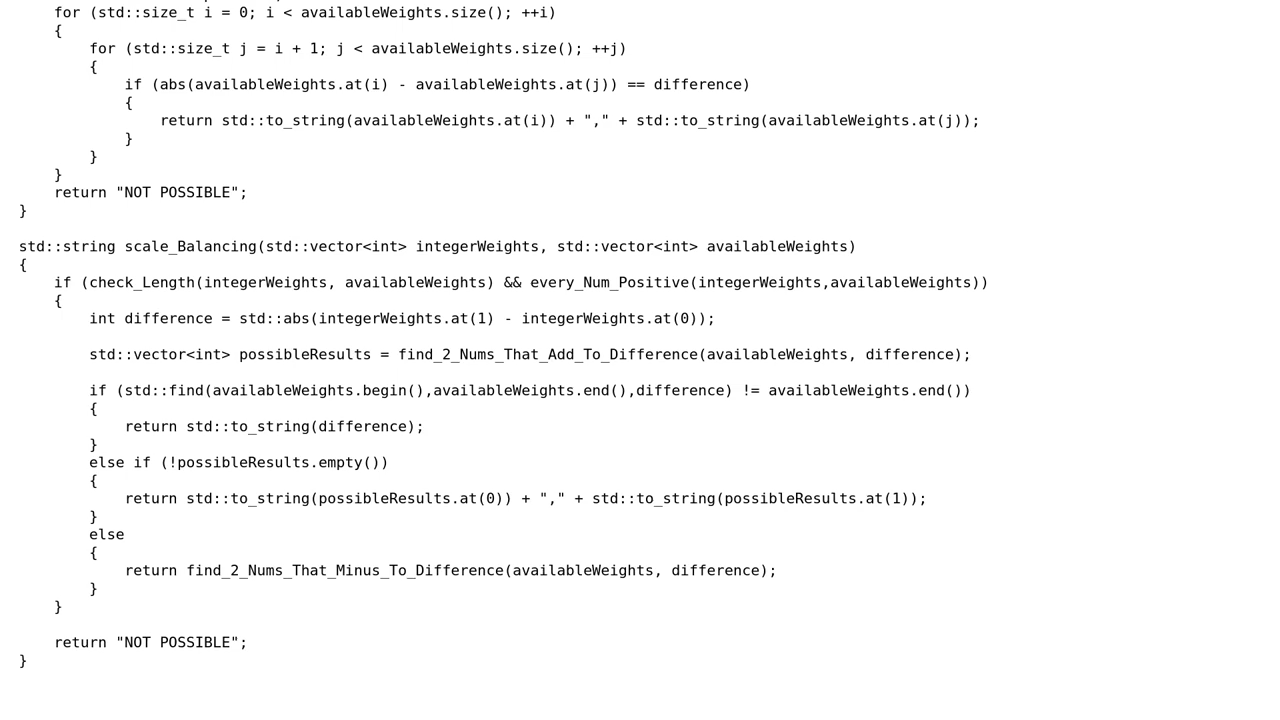 for (std::size_t i = 0; i < availableWeights.size(); ++i)
    {
        for (std::size_t j = i + 1; j < availableWeights.size(); ++j)
        {
            if (abs(availableWeights.at(i) - availableWeights.at(j)) == difference)
            {
                return std::to_string(availableWeights.at(i)) + "," + std::to_string(availableWeights.at(j));
            }
        }
    }
    return "NOT POSSIBLE";
}

std::string scale_Balancing(std::vector<int> integerWeights, std::vector<int> availableWeights)
{
    if (check_Length(integerWeights, availableWeights) && every_Num_Positive(integerWeights,availableWeights))
    {
        int difference = std::abs(integerWeights.at(1) - integerWeights.at(0));

        std::vector<int> possibleResults = find_2_Nums_That_Add_To_Difference(availableWeights, difference);

        if (std::find(availableWeights.begin(),availableWeights.end(),difference) != availableWeights.end())
        {
            return std::to_string(difference);
        }
        else if (!possibleResults.empty())
        {
            return std::to_string(possibleResults.at(0)) + "," + std::to_string(possibleResults.at(1));
        }
        else
        {
            return find_2_Nums_That_Minus_To_Difference(availableWeights, difference);
        }
    }

    return "NOT POSSIBLE";
}